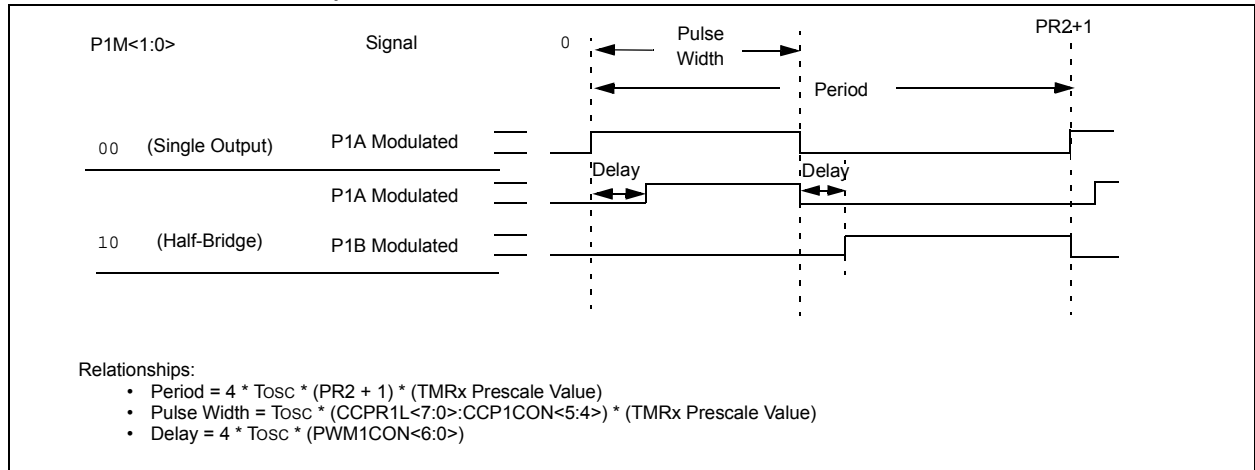 P1M<1:0> Signal 0 Pulse Width PR2+1
Period
00 (Single Output) P1A Modulated
Delay Delay
P1A Modulated
10 (Half-Bridge) P1B Modulated
Relationships:
• Period = 4 * TOSC * (PR2 + 1) * (TMRx Prescale Value)
• Pulse Width = TOSC * (CCPR1L<7:0>:CCP1CON<5:4>) * (TMRx Prescale Value)
• Delay = 4 * TOSC * (PWM1CON<6:0>)